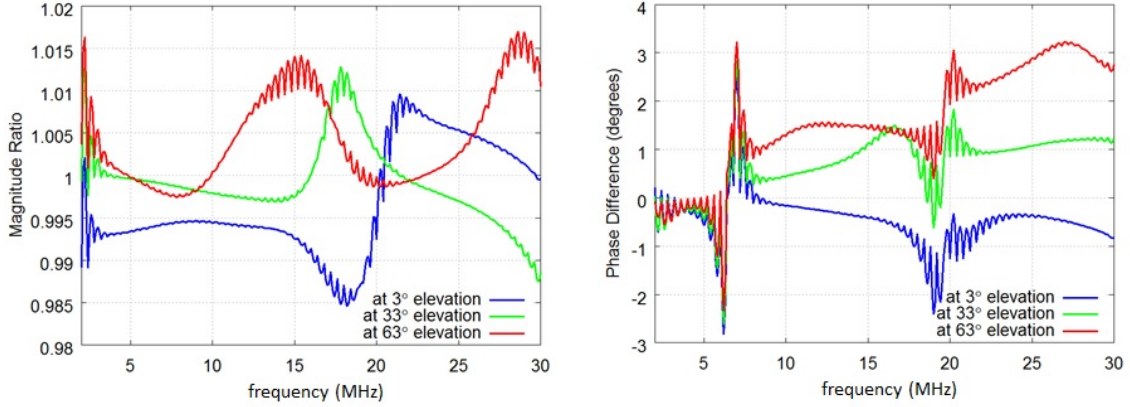 Magnitude Ratio
1.02
1.015
1.01
1.005
1
0.995
0.99
0.985
0.98
at 3° elevation
at 33° elevation
at 63° elevation
5 10 15 20 25 30
frequency (MHz)
Phase Difference (degrees)
4
3
2
1
0
-1
-2
-3
at 3° elevation
at 33° elevation
at 63° elevation
5 10 15 20 25 30
frequency (MHz)